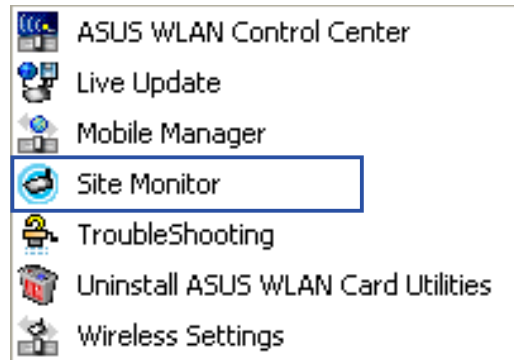 ASUS WLAN Control Center
Live Update
Mobile Manager
Site Monitor
TroubleShooting
Uninstall ASUS WLAN Card Utilities
Wireless Settings